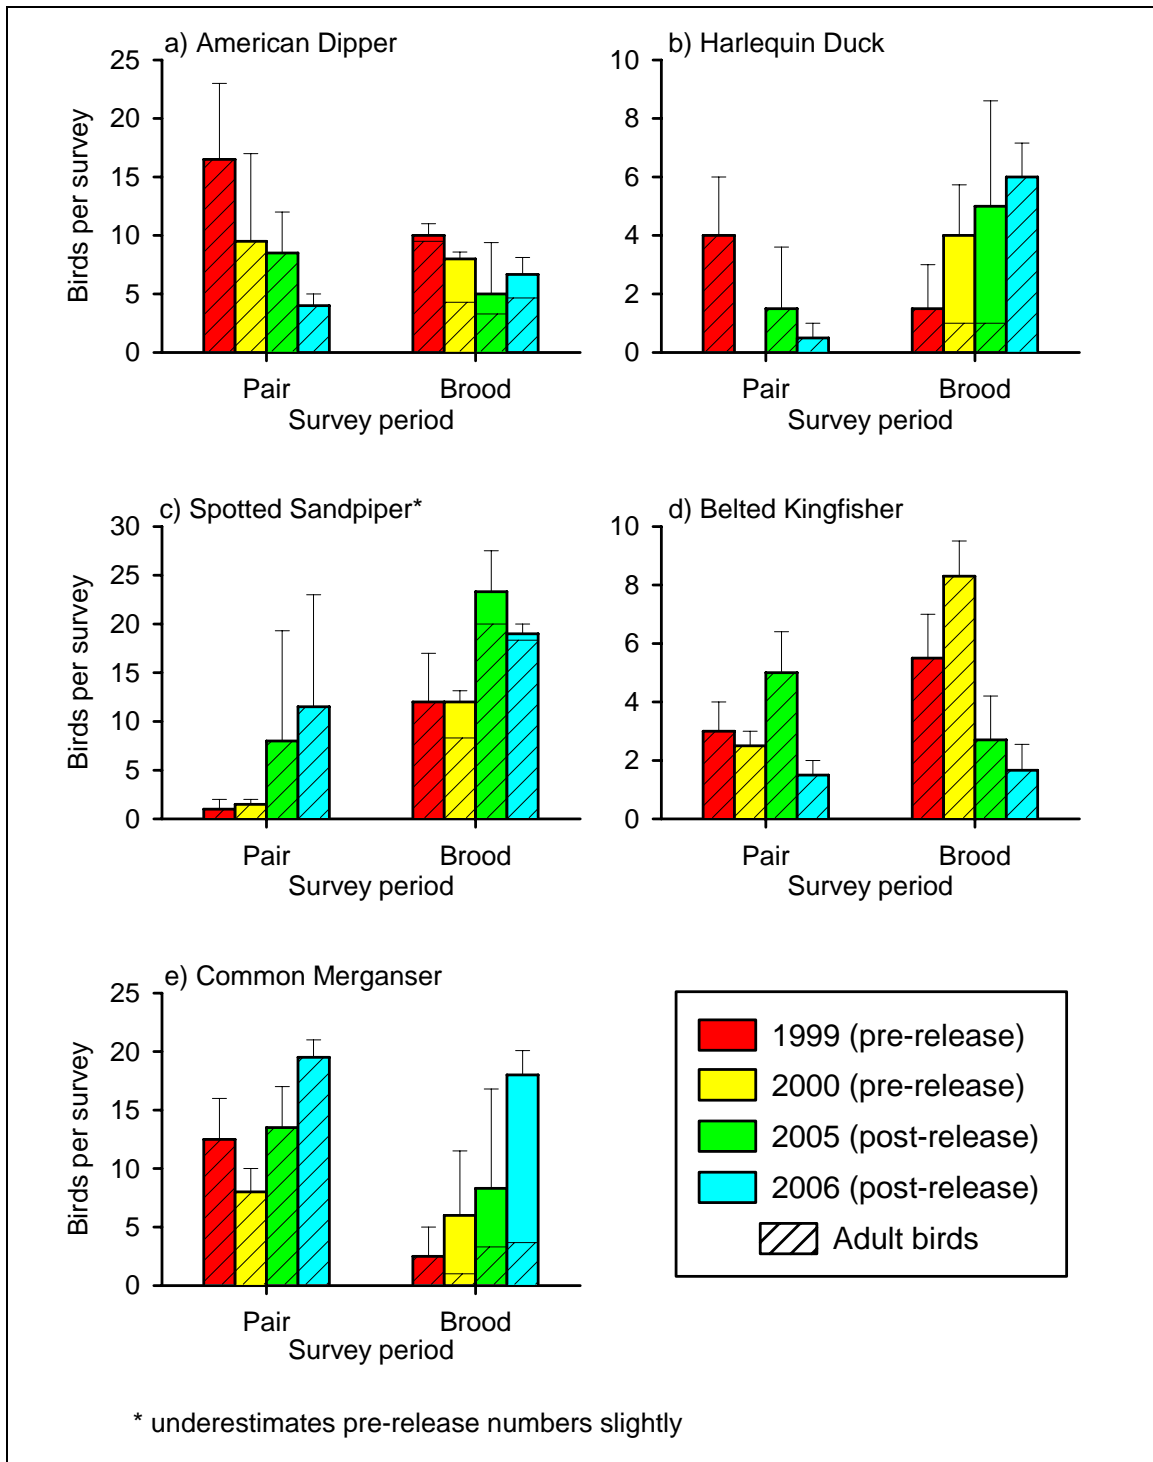 a) American Dipper
25
20
15
10
5
0
Birds per survey
Pair
Brood
Survey period
b) Harlequin Duck
10
8
6
4
2
0
Pair
Brood
Survey period
c) Spotted Sandpiper*
30
25
20
15
10
5
0
Birds per survey
Pair
Brood
Survey period
d) Belted Kingfisher
10
8
6
4
2
0
Pair
Brood
Survey period
e) Common Merganser
25
20
15
10
5
0
Birds per survey
Pair
Brood
Survey period
1999 (pre-release)
2000 (pre-release)
2005 (post-release)
2006 (post-release)
Adult birds
* underestimates pre-release numbers slightly